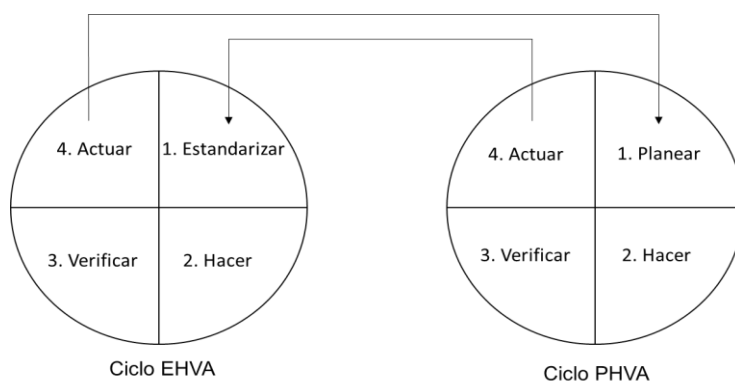 4. Actuar
1. Estandarizar
3. Verificar
2. Hacer
Ciclo EHVA
4. Actuar
1. Planear
3. Verificar
2. Hacer
Ciclo PHVA